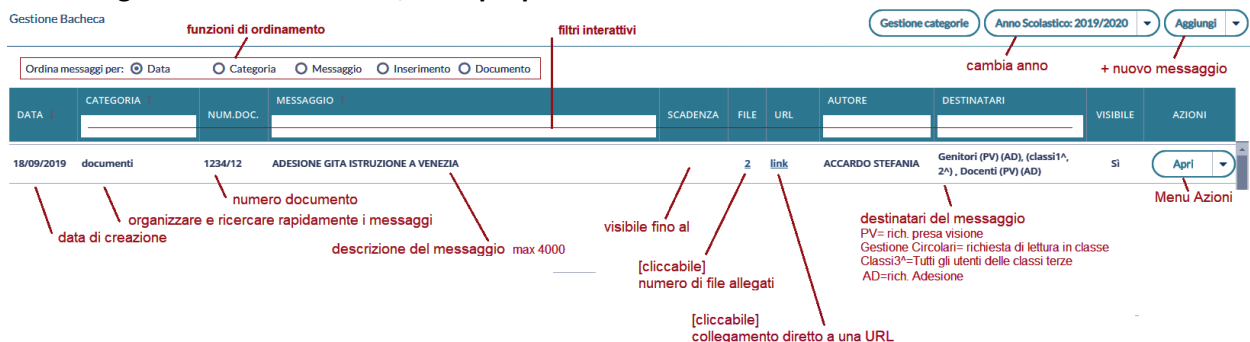 Gestione Bacheca
funzioni di ordinamento
filtri interattivi
Gestione categorie
Anno Scolastico: 2019/2020
Aggiungi
cambia anno
+ nuovo messaggio
Ordina messaggi per: Data Categoria Messaggio Inserimento Documento
DATA CATEGORIA NUM.DOC. MESSAGGIO SCADENZA FILE URL AUTORE DESTINATARI VISIBILE AZIONI
18/09/2019 documenti 1234/12 ADESIONE GITA ISTRUZIONE A VENEZIA 2 link ACCARDO STEFANIA Genitori (PV) (AD), (classi1^, Sì Apri
2^) , Docenti (PV) (AD)
Menu Azioni
numero documento
organizzare e ricercare rapidamente i messaggi
data di creazione
descrizione del messaggio max 4000
visibile fino al
destinatari del messaggio
PV= rich. presa visione
Gestione Circolari= richiesta di lettura in classe
Classi3^=Tutti gli utenti delle classi terze
AD=rich. Adesione
[cliccabile]
numero di file allegati
[cliccabile]
collegamento diretto a una URL